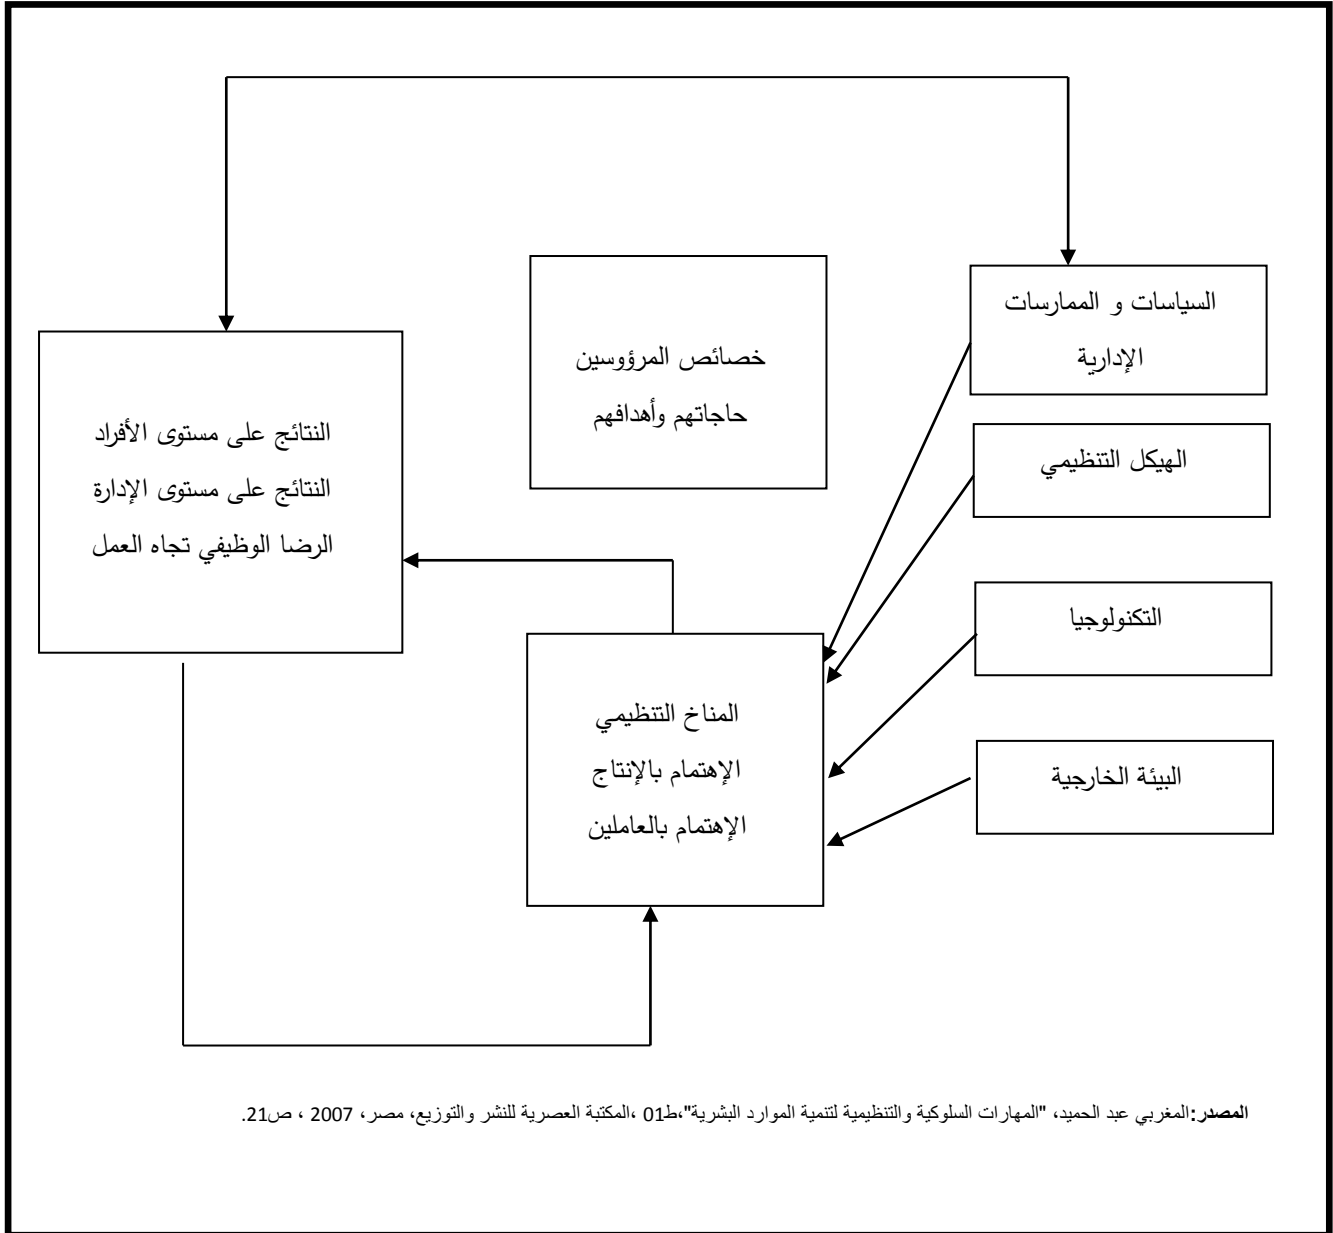 السياسات و الممارسات
الإدارية
الهيكل التنظيمي
التكنولوجيا
البيئة الخارجية
خصائص المرؤوسين
حاجاتهم وأهدافهم
المناخ التنظيمي
الإهتمام بالإنتاج
الإهتمام بالعاملين
النتائج على مستوى الأفراد
النتائج على مستوى الإدارة
الرضا الوظيفي تجاه العمل
المصدر:المغربي عبد الحميد، "المهارات السلوكية والتنظيمية لتنمية الموارد البشرية"،ط01 ،المكتبة العصرية للنشر والتوزيع، مصر، 2007 ، ص21.